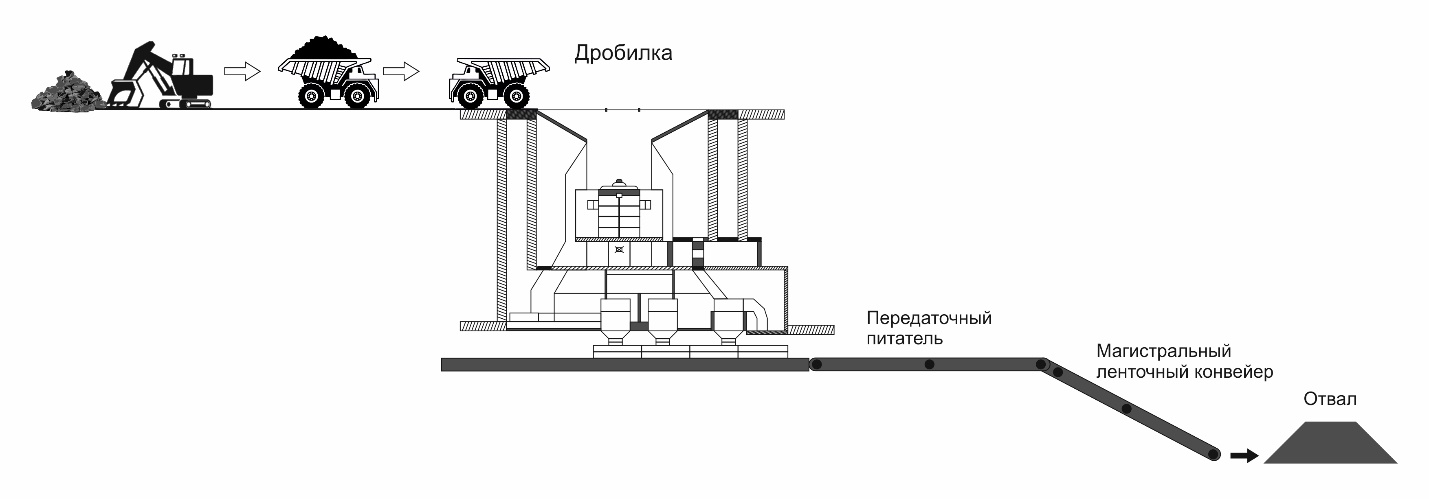 Дробилка
Передаточный
питатель
Магистральный
ленточный конвейер
Отвал